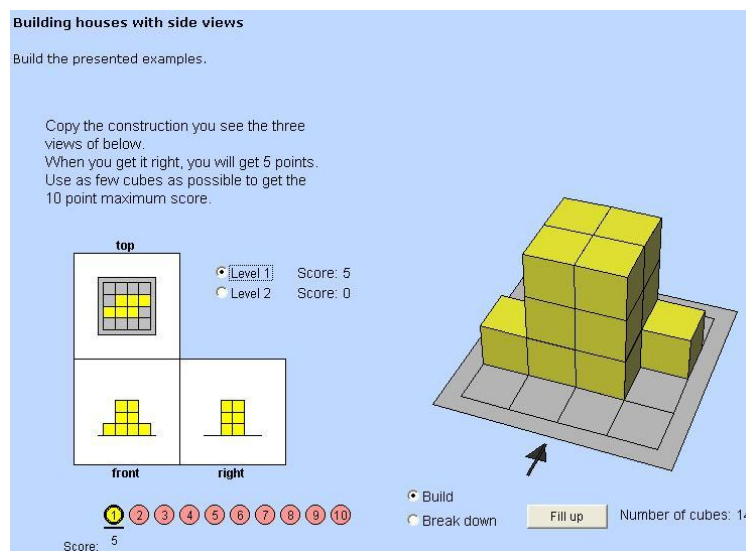 Building houses with side views
Build the presented examples.
Copy the construction you see the three
views of below.
When you get it right, you will get 5 points.
Use as few cubes as possible to get the
10 point maximum score.
top
Level 1 Score: 5
Level 2 Score: 0
front right
Build
Break down
Fill up
Number of cubes: 14
1 2 3 4 5 6 7 8 9 10
Score: 5